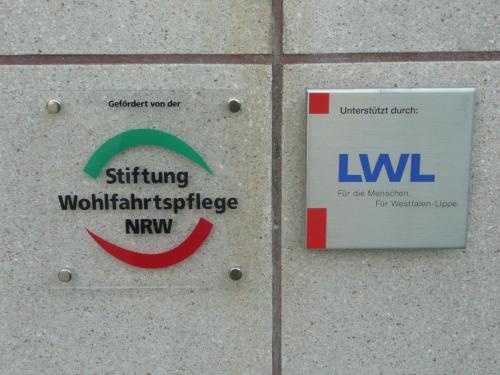 Gefördert von der
Stiftung
Wohlfahrtspflege
NRW
Unterstützt durch:
LWL
Für die Menschen.
Für Westfalen-Lippe.